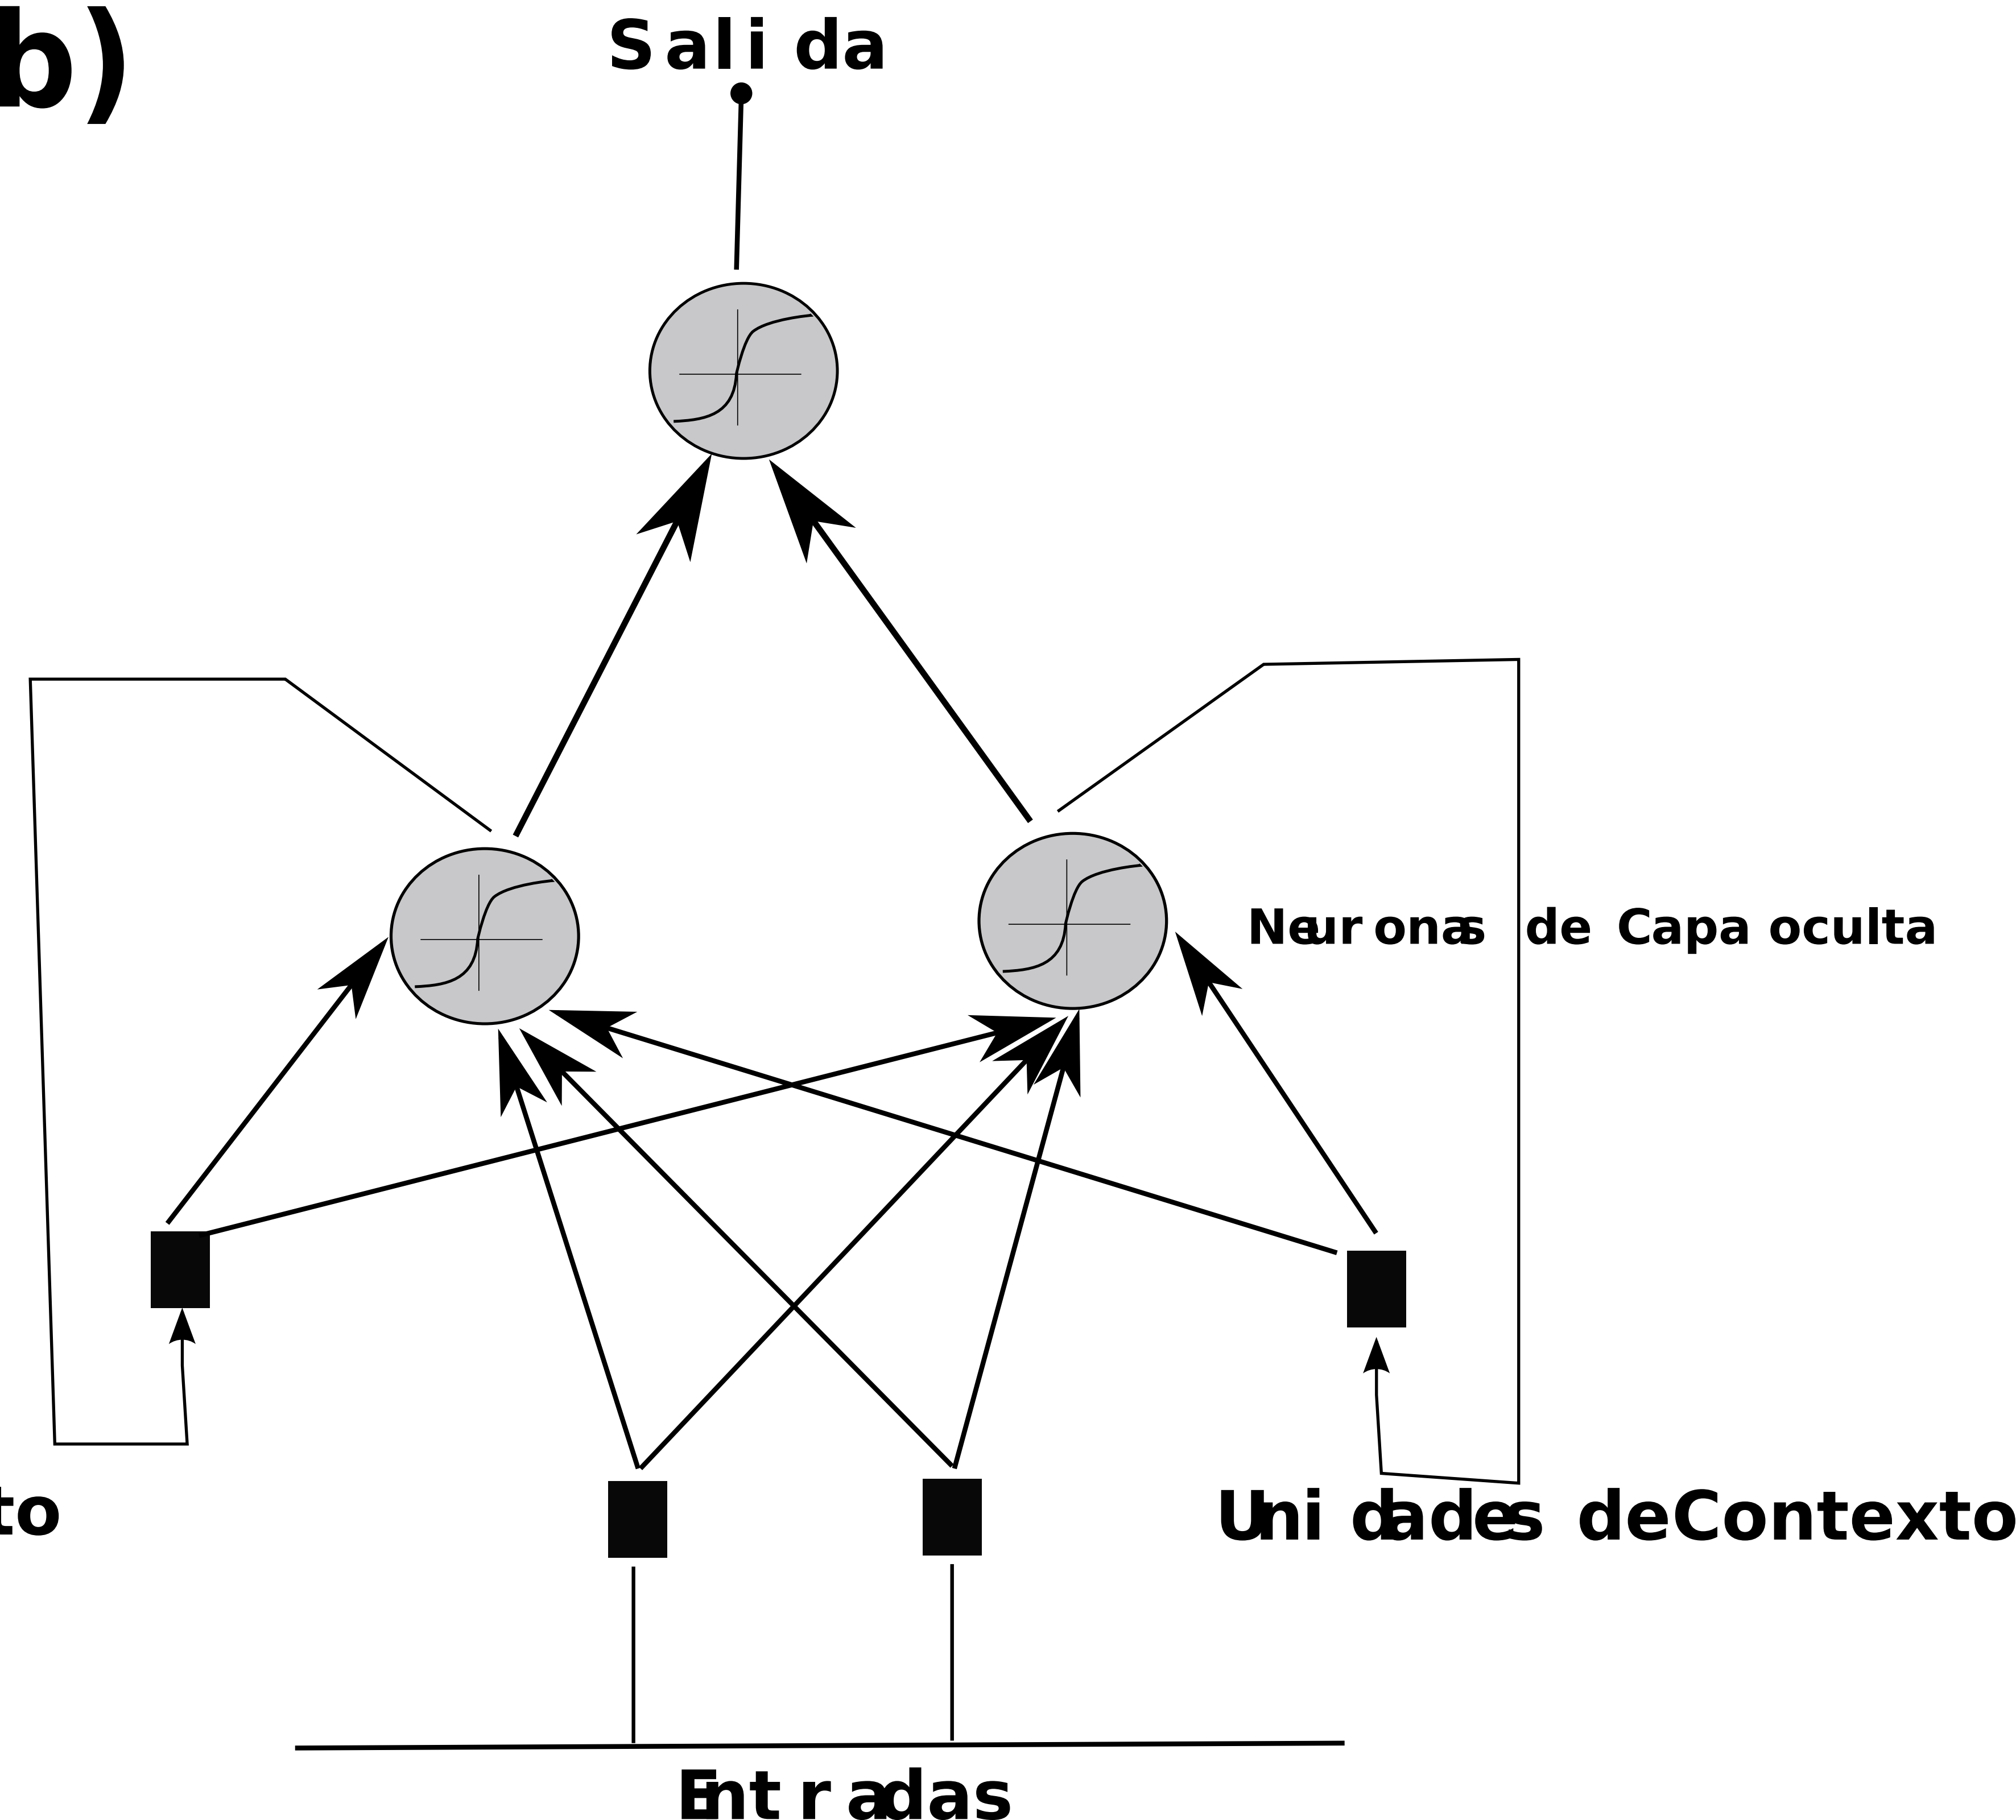 b)
Salida
Neuronas de Capa oculta
to
Unidades deContexto
Entradas